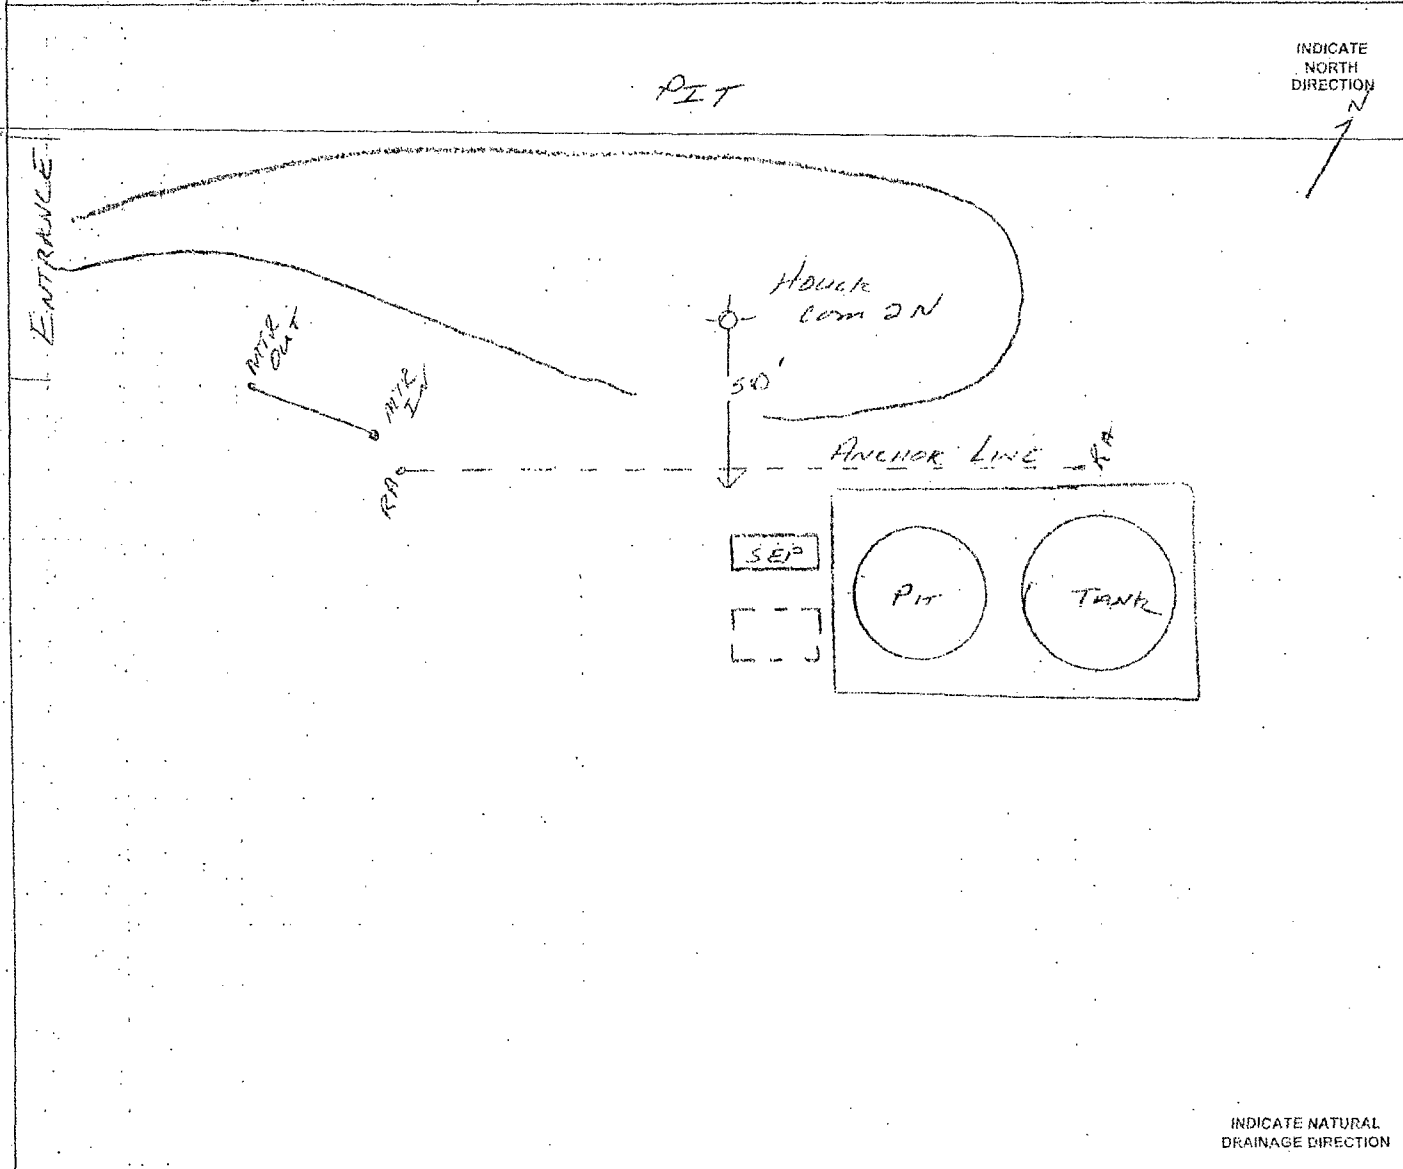 INDICATE
NORTH
DIRECTION
N
PIT
ENTRANCE
Houck
Com 2N
MTR
OUT
MTR
IN
50'
ANCHOR LINE
RA
RA
SEP
PIT
TANK
INDICATE NATURAL
DRAINAGE DIRECTION